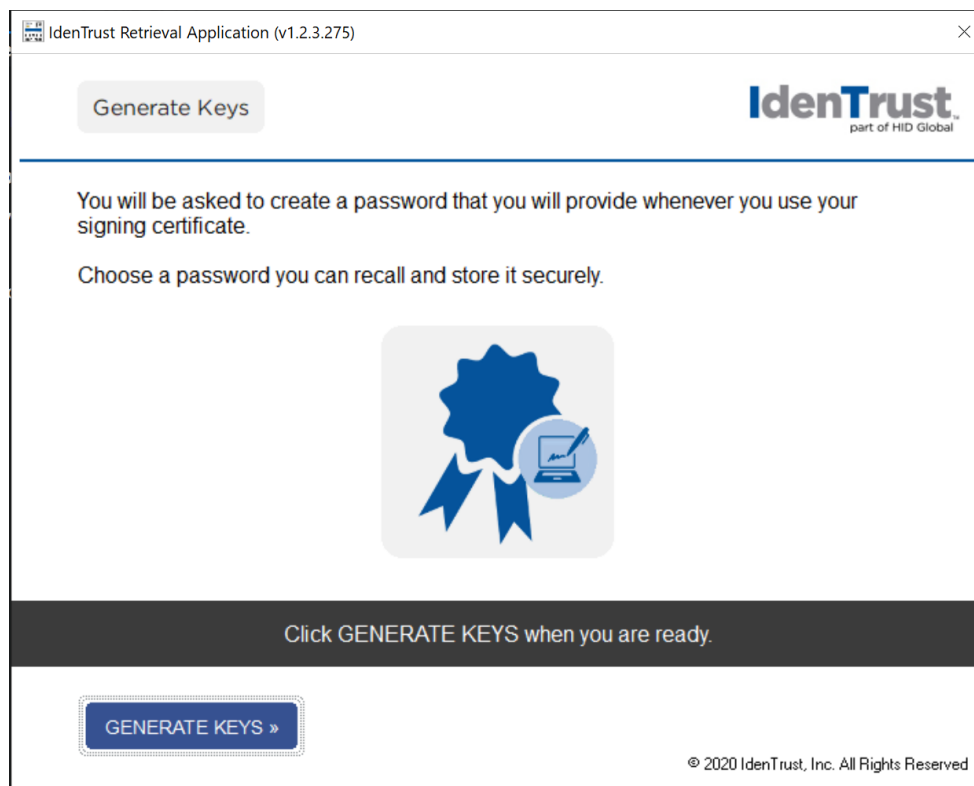 IdenTrust Retrieval Application (v1.2.3.275)
Generate Keys
IdenTrust™
part of HID Global
You will be asked to create a password that you will provide whenever you use your
signing certificate.
Choose a password you can recall and store it securely.
Click GENERATE KEYS when you are ready.
GENERATE KEYS »
© 2020 IdenTrust, Inc. All Rights Reserved